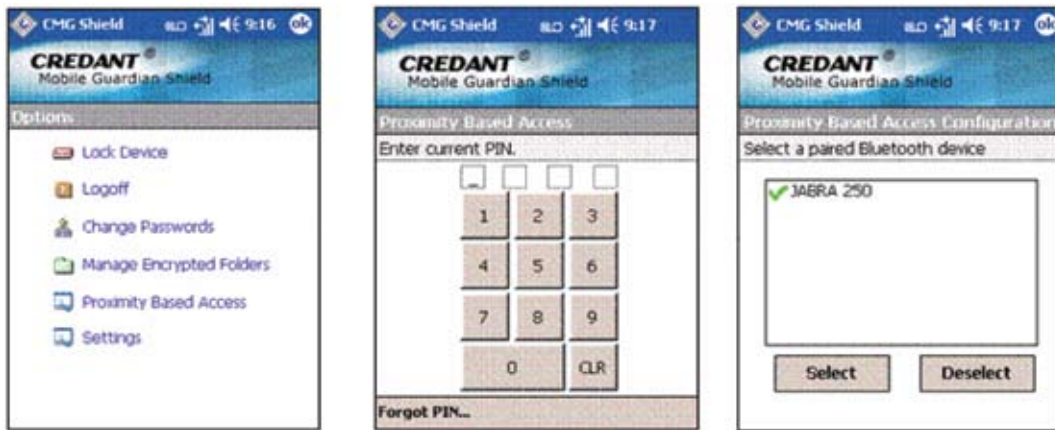 CMG Shield 9:16 ok
CREDANT ®
Mobile Guardian Shield
Options
Lock Device
Logoff
Change Passwords
Manage Encrypted Folders
Proximity Based Access
Settings
CMG Shield 9:17
CREDANT ®
Mobile Guardian Shield
Proximity Based Access
Enter current PIN.
1 2 3
4 5 6
7 8 9
0 CLR
Forgot PIN...
CMG Shield 9:17 ok
CREDANT ®
Mobile Guardian Shield
Proximity Based Access Configuration
Select a paired Bluetooth device
JABRA 250
Select Deselect